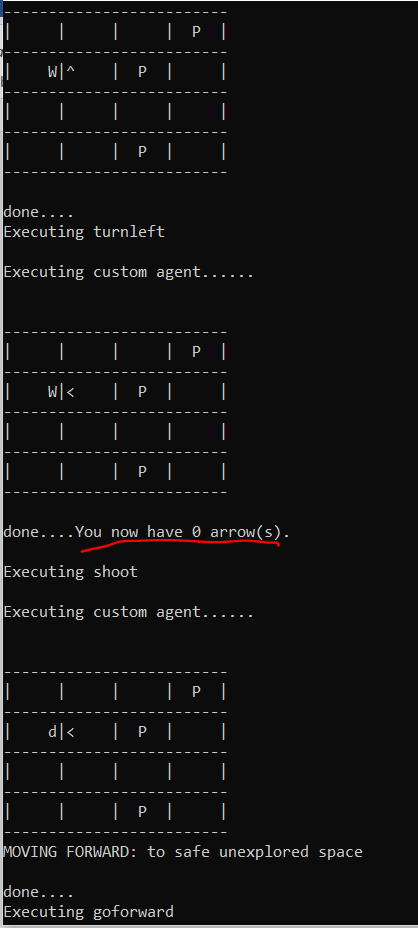 -------------------------
|     |     |     |  P  |
-------------------------
|    W|^    |  P  |     |
-------------------------
|     |     |     |     |
-------------------------
|     |     |  P  |     |
-------------------------
done....
Executing turnleft
Executing custom agent......
-------------------------
|     |     |     |  P  |
-------------------------
|    W|<    |  P  |     |
-------------------------
|     |     |     |     |
-------------------------
|     |     |  P  |     |
-------------------------
done....You now have 0 arrow(s).
Executing shoot
Executing custom agent......
-------------------------
|     |     |     |  P  |
-------------------------
|    d|<    |  P  |     |
-------------------------
|     |     |     |     |
-------------------------
|     |     |  P  |     |
-------------------------
MOVING FORWARD: to safe unexplored space
done....
Executing goforward